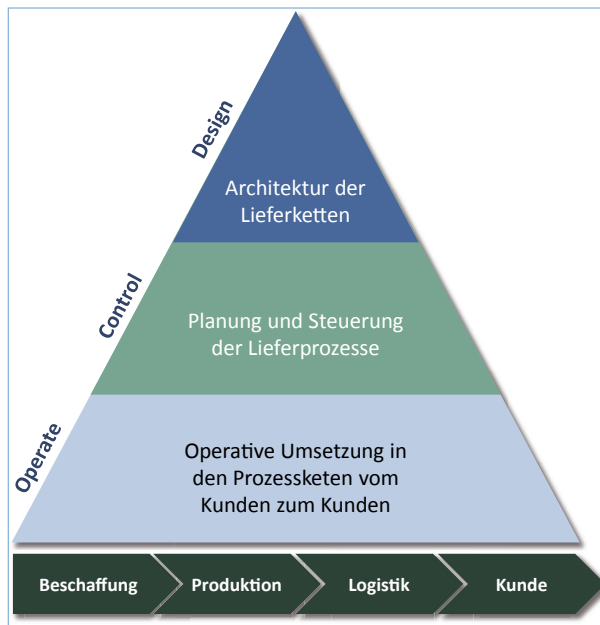 Design
Architektur der
Lieferketten
Control
Planung und Steuerung
der Lieferprozesse
Operate
Operative Umsetzung in
den Prozessketen vom
Kunden zum Kunden
Beschaffung
Produktion
Logistik
Kunde